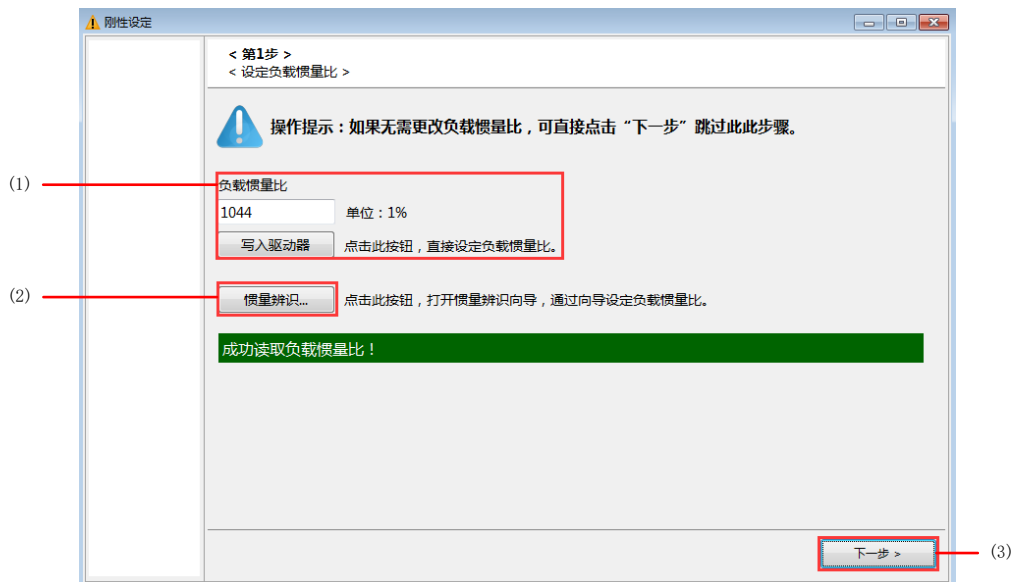 刚性设定
< 第1步 >
< 设定负载惯量比 >
操作提示：如果无需更改负载惯量比，可直接点击“下一步”跳过此此步骤。
(1)
负载惯量比
1044 单位：1%
写入驱动器 点击此按钮，直接设定负载惯量比。
(2)
惯量辨识... 点击此按钮，打开惯量辨识向导，通过向导设定负载惯量比。
成功读取负载惯量比！
下一步 >
(3)